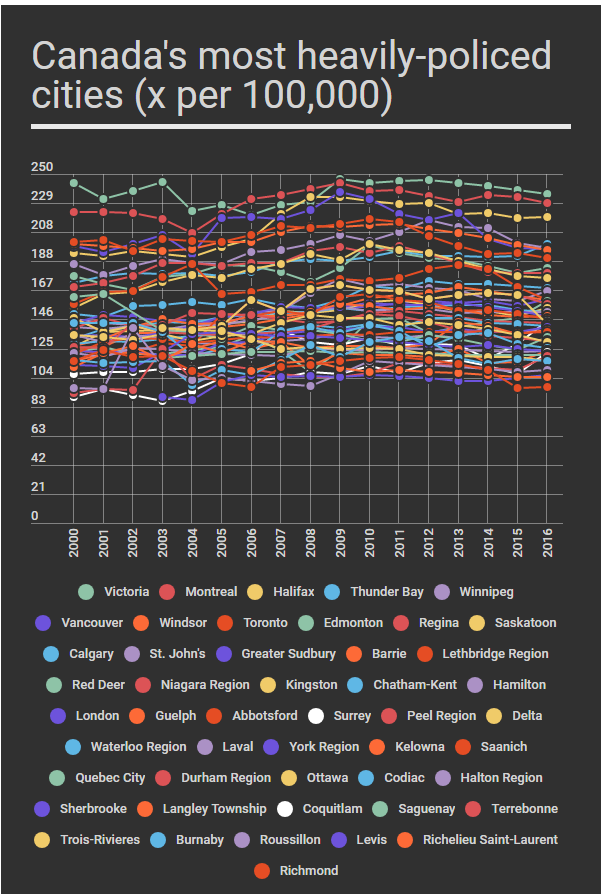 Canada's most heavily-policed
cities (x per 100,000)
250
229
208
188
167
146
125
104
83
63
42
21
0
2000 2001 2002 2003 2004 2005 2006 2007 2008 2009 2010 2011 2012 2013 2014 2015 2016
Victoria Montreal Halifax Thunder Bay Winnipeg
Vancouver Windsor Toronto Edmonton Regina Saskatoon
Calgary St. John's Greater Sudbury Barrie Lethbridge Region
Red Deer Niagara Region Kingston Chatham-Kent Hamilton
London Guelph Abbotsford Surrey Peel Region Delta
Waterloo Region Laval York Region Kelowna Saanich
Quebec City Durham Region Ottawa Codiac Halton Region
Sherbrooke Langley Township Coquitlam Saguenay Terrebonne
Trois-Rivieres Burnaby Roussillon Levis Richelieu Saint-Laurent
Richmond